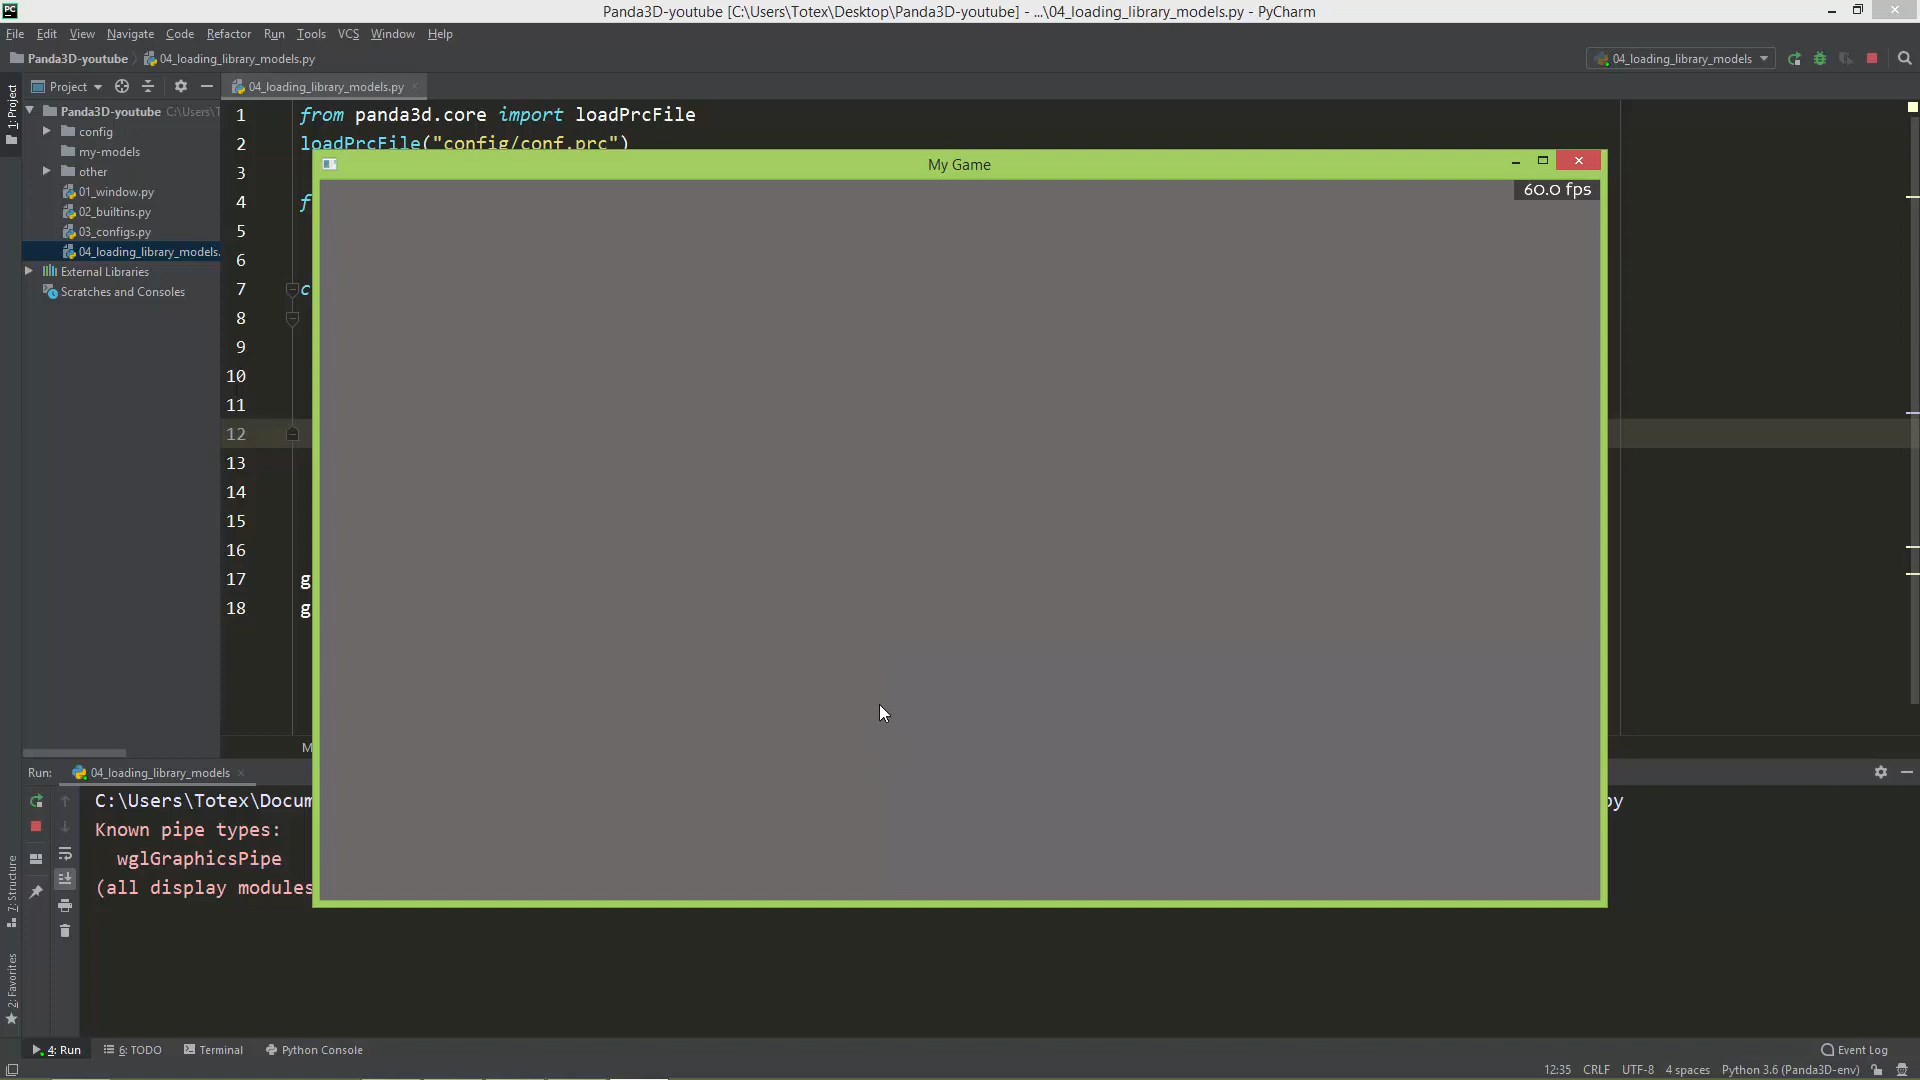 PC
Panda3D-youtube [C:\Users\Totex\Desktop\Panda3D-youtube] - ...\04_loading_library_models.py - PyCharm
File Edit View Navigate Code Refactor Run Tools VCS Window Help
Panda3D-youtube 04_loading_library_models.py
04_loading_library_models
1: Project
Project
04_loading_library_models.py
Panda3D-youtube C:\Users\T
config
my-models
other
01_window.py
02_builtins.py
03_configs.py
04_loading_library_models.
External Libraries
Scratches and Consoles
1 from panda3d.core import loadPrcFile
2 loadPrcFile("config/conf.prc")
3
4 f
5
6
7 c
8
9
10
11
12
13
14
15
16
17 g
18 g
M
My Game
60.0 fps
Run: 04_loading_library_models
C:\Users\Totex\Docum
py
Known pipe types:
wglGraphicsPipe
(all display modules
7: Structure
2: Favorites
4: Run 6: TODO Terminal Python Console
Event Log
12:35 CRLF UTF-8 4 spaces Python 3.6 (Panda3D-env)